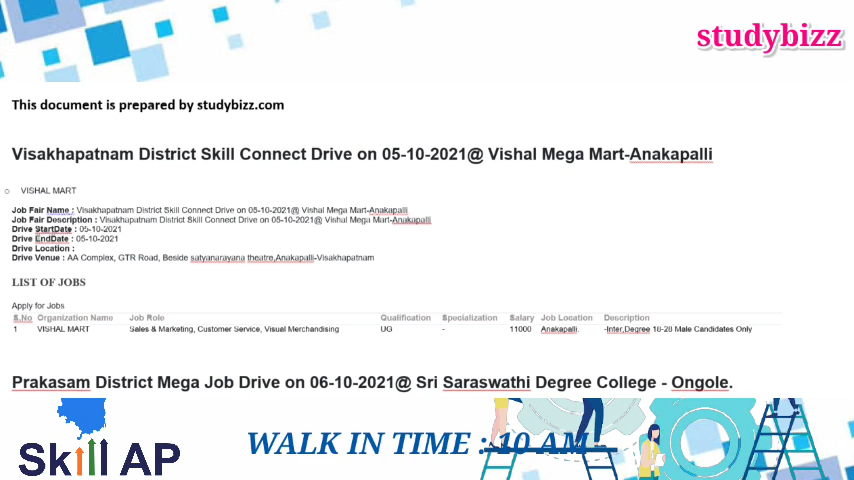 studybizz
This document is prepared by studybizz.com
Visakhapatnam District Skill Connect Drive on 05-10-2021@ Vishal Mega Mart-Anakapalli
VISHAL MART
Job Fair Name : Visakhapatnam District Skill Connect Drive on 05-10-2021@ Vishal Mega Mart-Anakapalli
Job Fair Description : Visakhapatnam District Skill Connect Drive on 05-10-2021@ Vishal Mega Mart-Anakapalli
Drive StartDate : 05-10-2021
Drive EndDate : 05-10-2021
Drive Location :
Drive Venue : AA Complex, GTR Road, Beside satyanarayana theatre,Anakapalli-Visakhapatnam
LIST OF JOBS
Apply for Jobs
S.No Organization Name Job Role Qualification Specialization Salary Job Location Description
1 VISHAL MART Sales & Marketing, Customer Service, Visual Merchandising UG - 11000 Anakapalli. -Inter,Degree 18-28 Male Candidates Only
Prakasam District Mega Job Drive on 06-10-2021@ Sri Saraswathi Degree College - Ongole.
WALK IN TIME : 10 AM
Skill AP